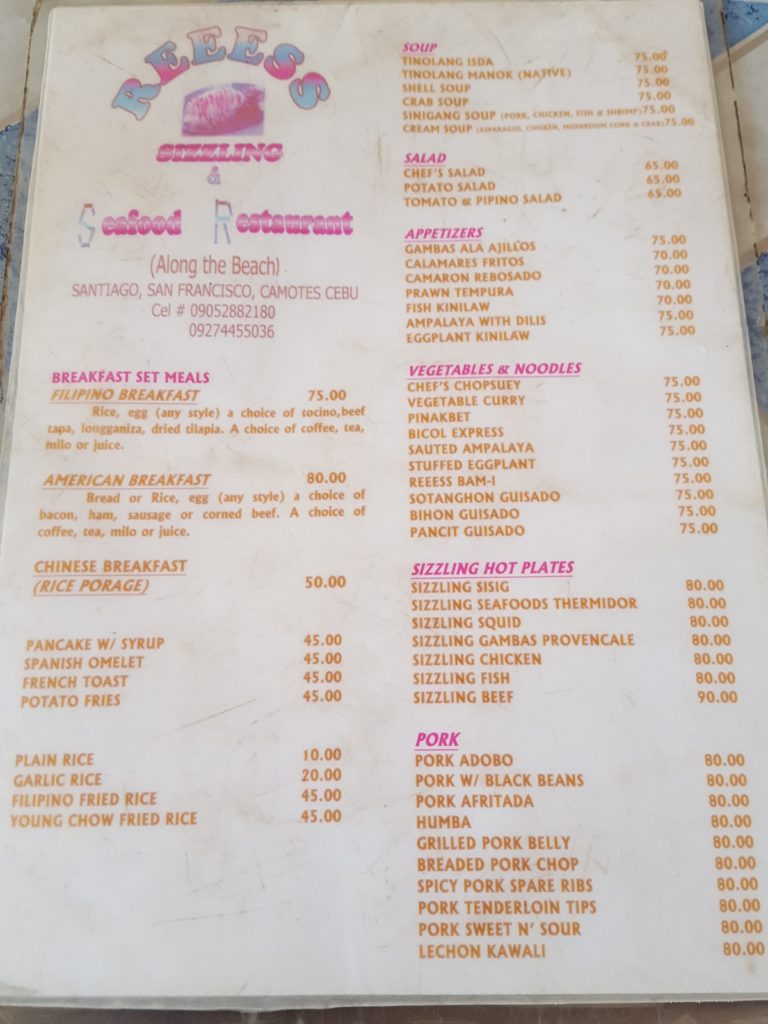 REEESS
SIZZLING
&
Seafood Restaurant
(Along the Beach)
SANTIAGO, SAN FRANCISCO, CAMOTES CEBU
Cel # 09052882180
09274455036
BREAKFAST SET MEALS
FILIPINO BREAKFAST 75.00
Rice, egg (any style) a choice of tocino,beef
tapa, longganiza, dried tilapia. A choice of coffee, tea,
milo or juice.
AMERICAN BREAKFAST 80.00
Bread or Rice, egg (any style) a choice of
bacon, ham, sausage or corned beef. A choice of
coffee, tea, milo or juice.
CHINESE BREAKFAST
(RICE PORAGE) 50.00
PANCAKE W/ SYRUP 45.00
SPANISH OMELET 45.00
FRENCH TOAST 45.00
POTATO FRIES 45.00
PLAIN RICE 10.00
GARLIC RICE 20.00
FILIPINO FRIED RICE 45.00
YOUNG CHOW FRIED RICE 45.00
SOUP
TINOLANG ISDA 75.00
TINOLANG MANOK (NATIVE) 75.00
SHELL SOUP 75.00
CRAB SOUP 75.00
SINIGANG SOUP (PORK, CHICKEN, FISH & SHRIMP) 75.00
CREAM SOUP (ASPARAGUS, CHICKEN, MUSHROOM CORN & CRAB) 75.00
SALAD
CHEF'S SALAD 65.00
POTATO SALAD 65.00
TOMATO & PIPINO SALAD 65.00
APPETIZERS
GAMBAS ALA AJILLOS 75.00
CALAMARES FRITOS 70.00
CAMARON REBOSADO 70.00
PRAWN TEMPURA 70.00
FISH KINILAW 70.00
AMPALAYA WITH DILIS 75.00
EGGPLANT KINILAW 75.00
VEGETABLES & NOODLES
CHEF'S CHOPSUEY 75.00
VEGETABLE CURRY 75.00
PINAKBET 75.00
BICOL EXPRESS 75.00
SAUTED AMPALAYA 75.00
STUFFED EGGPLANT 75.00
REEESS BAM-I 75.00
SOTANGHON GUISADO 75.00
BIHON GUISADO 75.00
PANCIT GUISADO 75.00
SIZZLING HOT PLATES
SIZZLING SISIG 80.00
SIZZLING SEAFOODS THERMIDOR 80.00
SIZZLING SQUID 80.00
SIZZLING GAMBAS PROVENCALE 80.00
SIZZLING CHICKEN 80.00
SIZZLING FISH 80.00
SIZZLING BEEF 90.00
PORK
PORK ADOBO 80.00
PORK W/ BLACK BEANS 80.00
PORK AFRITADA 80.00
HUMBA 80.00
GRILLED PORK BELLY 80.00
BREADED PORK CHOP 80.00
SPICY PORK SPARE RIBS 80.00
PORK TENDERLOIN TIPS 80.00
PORK SWEET N' SOUR 80.00
LECHON KAWALI 80.00